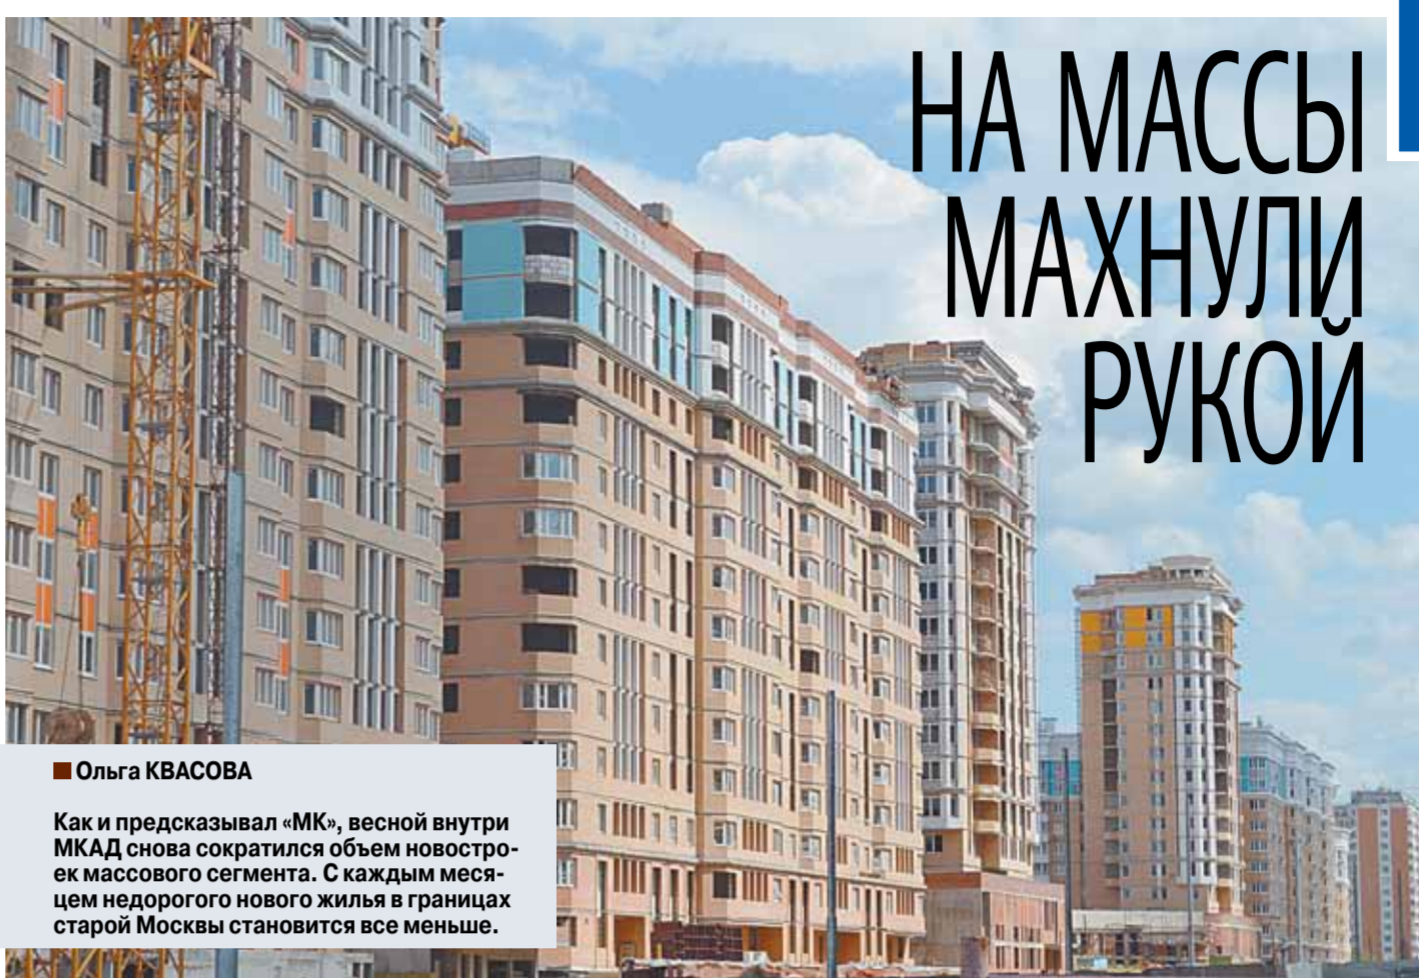 НА МАССЫ
МАХНУЛИ
РУКОЙ
Ольга КВАСОВА
Как и предсказывал «МК», весной внутри
МКАД снова сократился объем новостро-
ек массового сегмента. С каждым меся-
цем недорогого нового жилья в границах
старой Москвы становится все меньше.